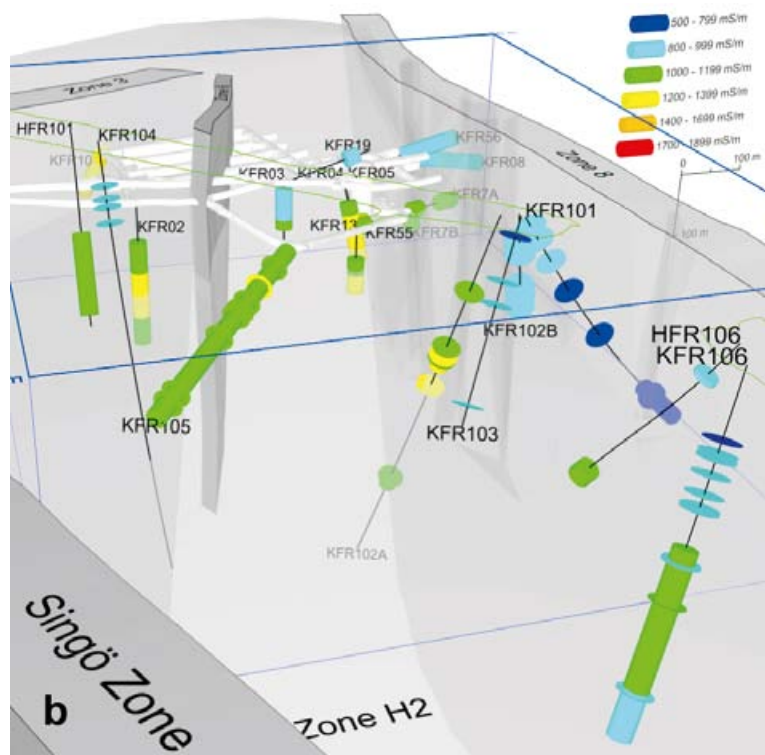 500 - 799 mS/m
800 - 999 mS/m
1000 - 1199 mS/m
1200 - 1399 mS/m
1400 - 1699 mS/m
1700 - 1899 mS/m
0 100 m
100 m
Zone 8
HFR101
KFR104
KFR10
KFR19
KFR56
KFR08
KFR03
KFR04
KFR05
KFR7A
KFR02
KFR13
KFR55
KFR7B
KFR101
KFR102B
HFR106
KFR106
KFR105
KFR103
KFR102A
m
Singö Zone
b
Zone H2